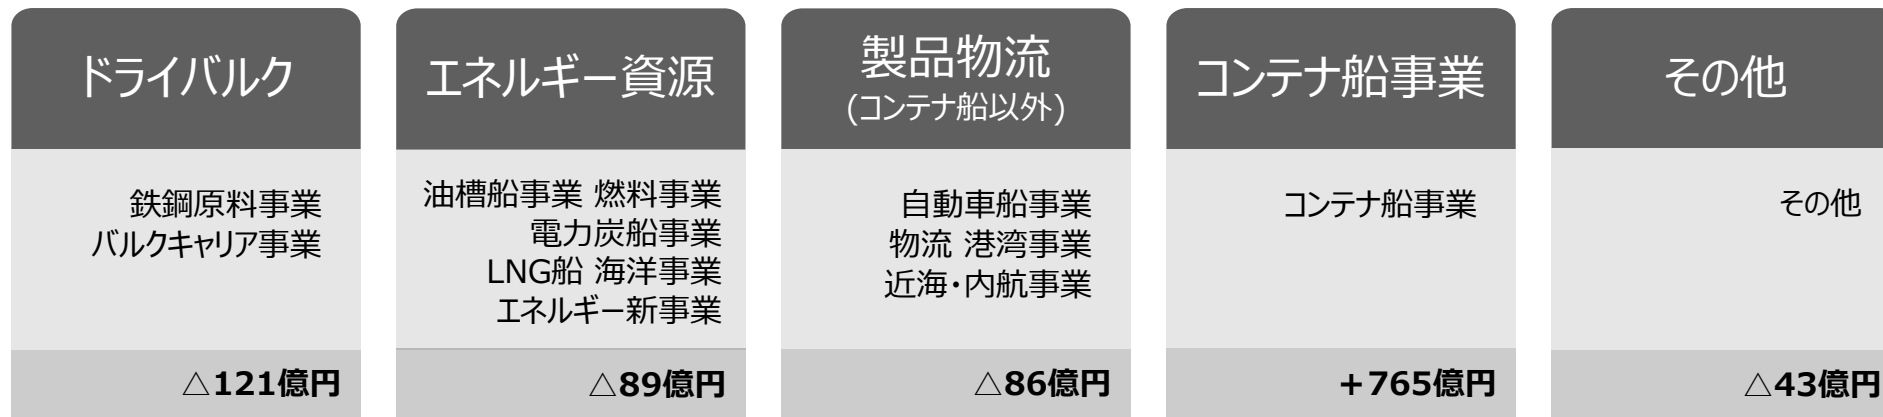 ドライバルク
鉄鋼原料事業
バルクキャリア事業
△121億円
エネルギー資源
油槽船事業 燃料事業
電力炭船事業
LNG船 海洋事業
エネルギー新事業
△89億円
製品物流
(コンテナ船以外)
自動車船事業
物流 港湾事業
近海・内航事業
△86億円
コンテナ船事業
コンテナ船事業
+765億円
その他
その他
△43億円